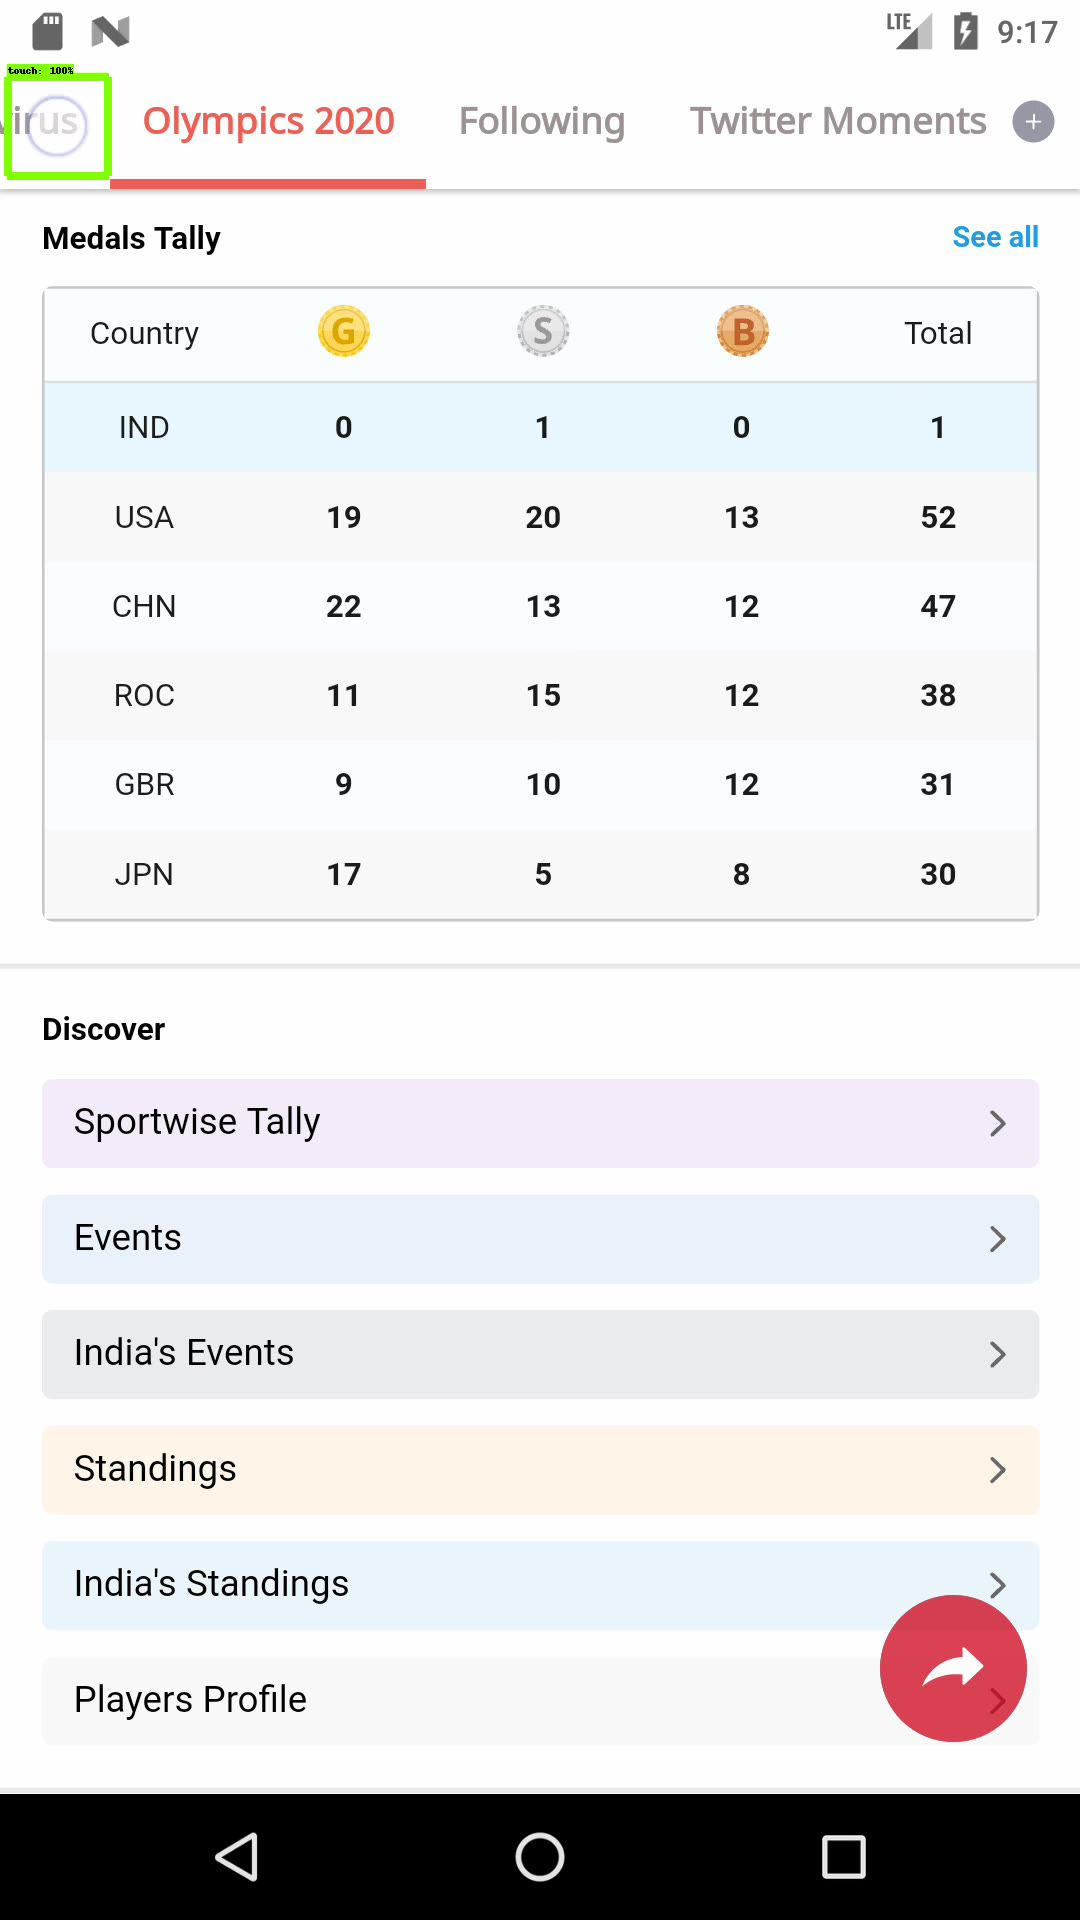 LTE 9:17
touch: 100%
virus Olympics 2020 Following Twitter Moments
Medals Tally See all
Country G S B Total
IND 0 1 0 1
USA 19 20 13 52
CHN 22 13 12 47
ROC 11 15 12 38
GBR 9 10 12 31
JPN 17 5 8 30
Discover
Sportwise Tally
Events
India's Events
Standings
India's Standings
Players Profile